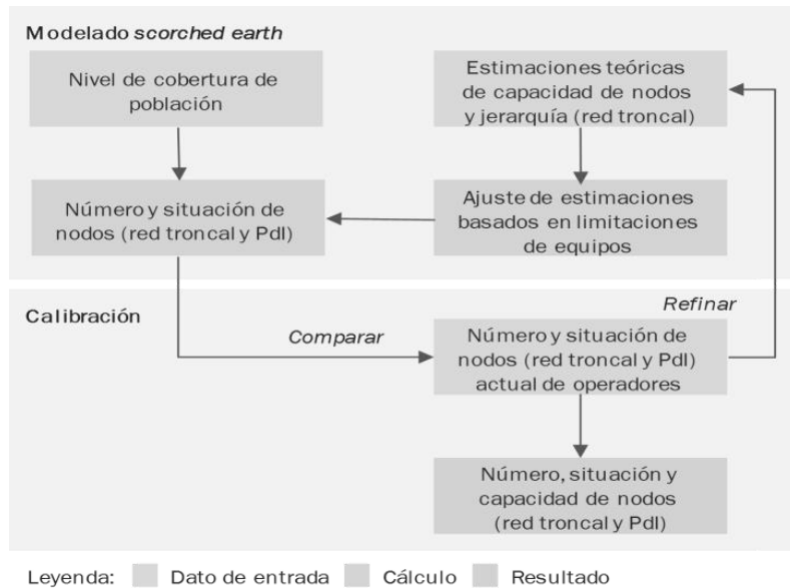 Modelado scorched earth
Nivel de cobertura de
población
Estimaciones teóricas
de capacidad de nodos
y jerarquía (red troncal)
Número y situación de
nodos (red troncal y PdI)
Ajuste de estimaciones
basados en limitaciones
de equipos
Calibración
Refinar
Comparar
Número y situación de
nodos (red troncal y PdI)
actual de operadores
Número, situación y
capacidad de nodos
(red troncal y PdI)
Leyenda: Dato de entrada Cálculo Resultado